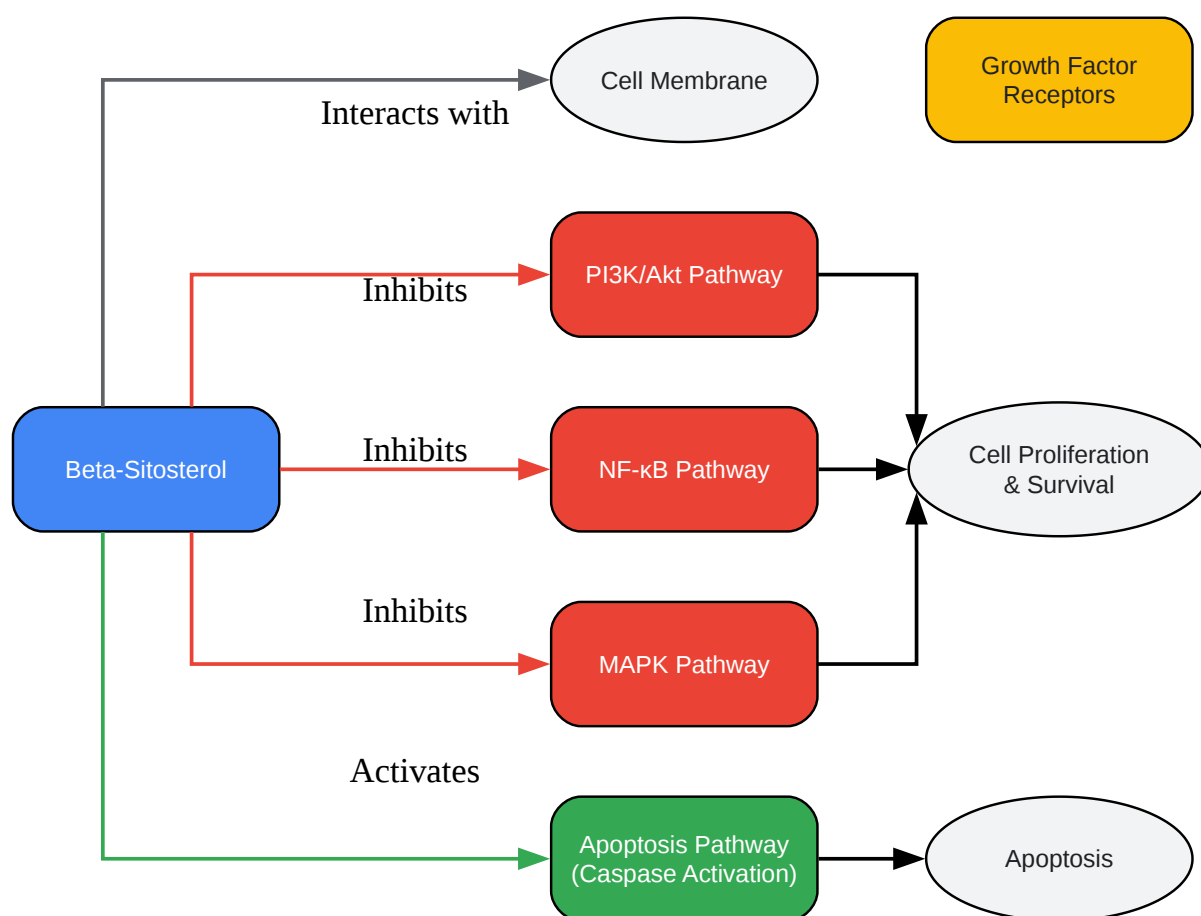 Cell Membrane
Growth Factor
Receptors
Interacts with
PI3K/Akt Pathway
Inhibits
Beta-Sitosterol
Inhibits
NF-κB Pathway
Cell Proliferation
& Survival
Inhibits
MAPK Pathway
Activates
Apoptosis Pathway
(Caspase Activation)
Apoptosis